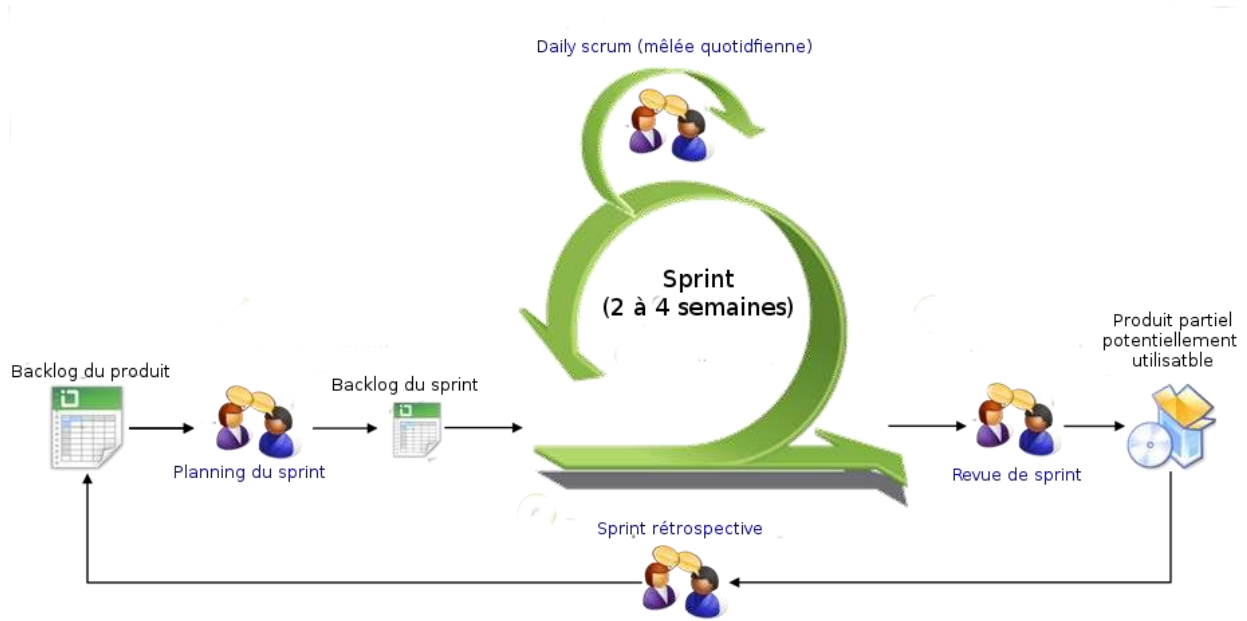 Daily scrum (mêlée quotidfienne)
Sprint
(2 à 4 semaines)
Produit partiel
potentiellement
utilisatble
Backlog du produit
Backlog du sprint
Planning du sprint
Revue de sprint
Sprint rétrospective